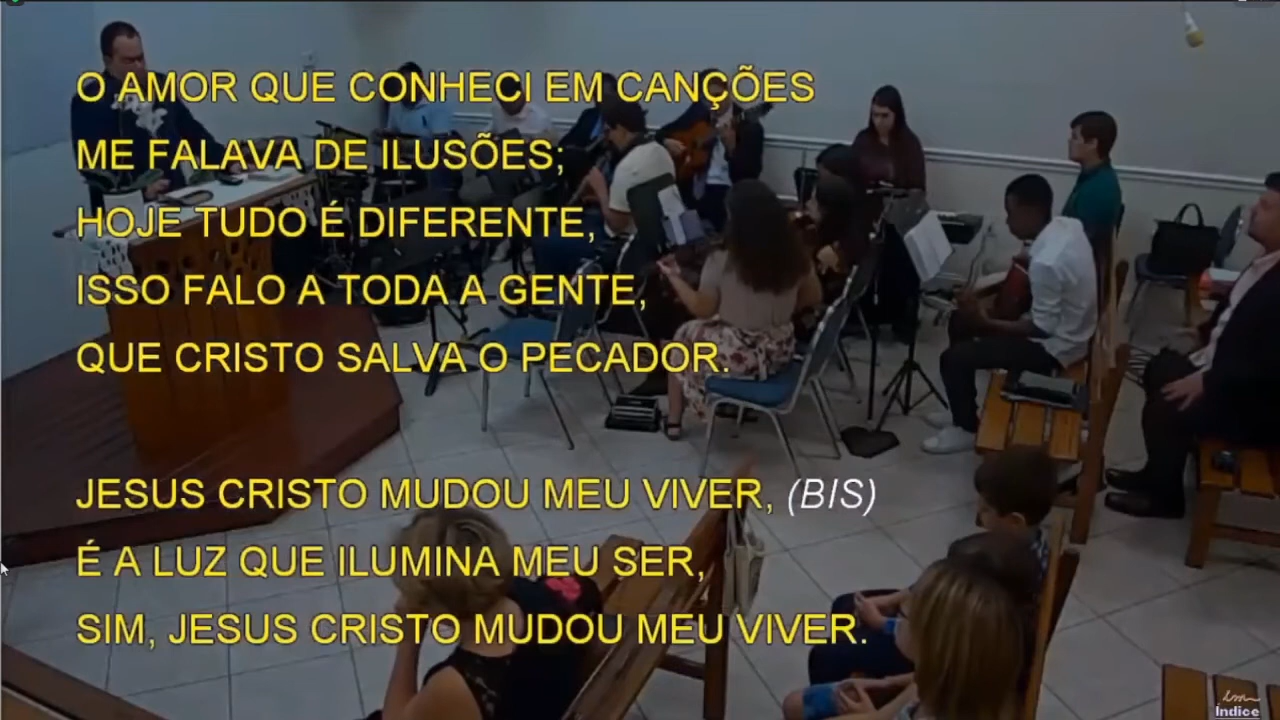 O AMOR QUE CONHECI EM CANÇÕES
ME FALAVA DE ILUSÕES;
HOJE TUDO É DIFERENTE,
ISSO FALO A TODA A GENTE,
QUE CRISTO SALVA O PECADOR.
JESUS CRISTO MUDOU MEU VIVER, (BIS)
É A LUZ QUE ILUMINA MEU SER,
SIM, JESUS CRISTO MUDOU MEU VIVER.
Índice